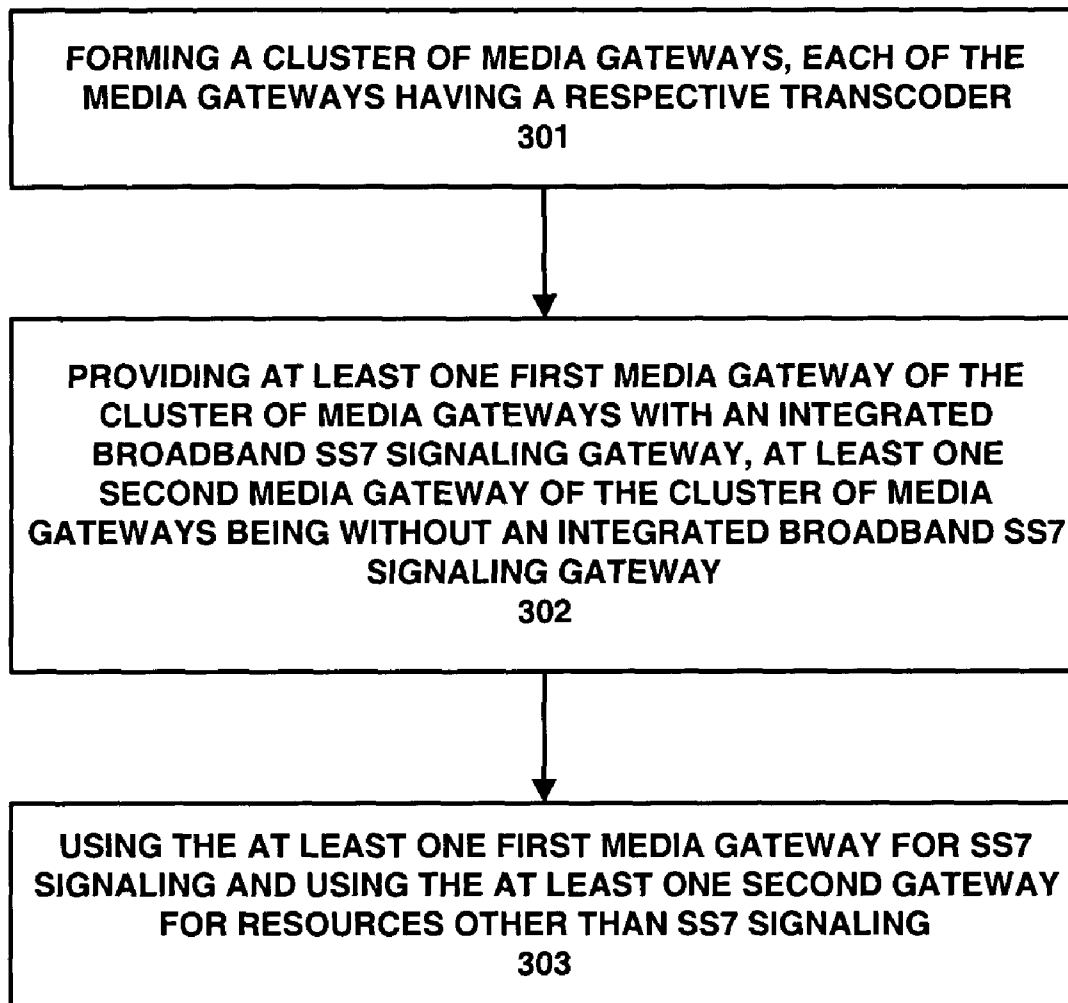 FORMING A CLUSTER OF MEDIA GATEWAYS, EACH OF THE
MEDIA GATEWAYS HAVING A RESPECTIVE TRANSCODER
301
PROVIDING AT LEAST ONE FIRST MEDIA GATEWAY OF THE
CLUSTER OF MEDIA GATEWAYS WITH AN INTEGRATED
BROADBAND SS7 SIGNALING GATEWAY, AT LEAST ONE
SECOND MEDIA GATEWAY OF THE CLUSTER OF MEDIA
GATEWAYS BEING WITHOUT AN INTEGRATED BROADBAND SS7
SIGNALING GATEWAY
302
USING THE AT LEAST ONE FIRST MEDIA GATEWAY FOR SS7
SIGNALING AND USING THE AT LEAST ONE SECOND GATEWAY
FOR RESOURCES OTHER THAN SS7 SIGNALING
303